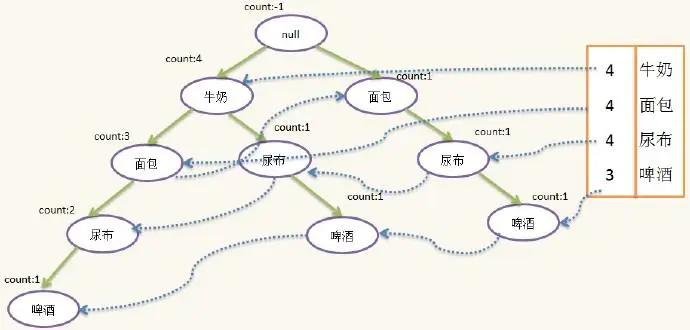 count:-1
null
count:4
牛奶
count:1
面包
4 牛奶
4 面包
4 尿布
3 啤酒
count:3
面包
count:1
尿布
count:1
尿布
count:2
尿布
count:1
啤酒
count:1
啤酒
count:1
啤酒